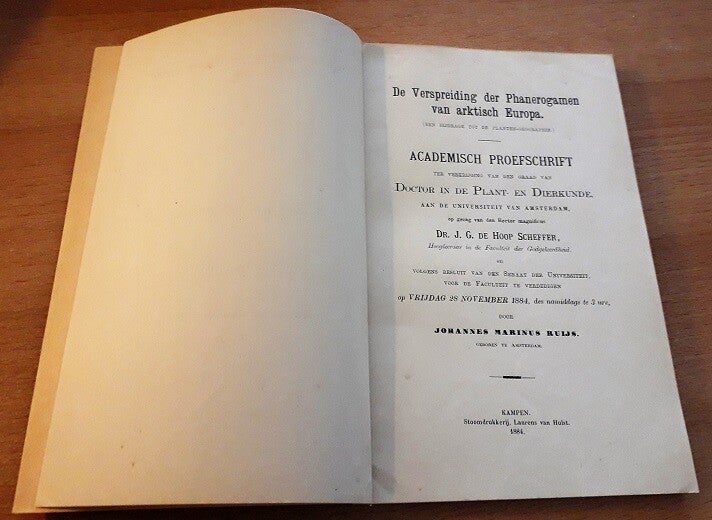 De Verspreiding der Phanerogamen
van arktisch Europa.
(EEN BIJDRAGE TOT DE PLANTEN-GEOGRAPHIE)
ACADEMISCH PROEFSCHRIFT
TER VERKRIJGING VAN DEN GRAAD VAN
DOCTOR IN DE PLANT- EN DIERKUNDE,
AAN DE UNIVERSITEIT VAN AMSTERDAM,
op gezag van den Rector magnificus
DR. J. G. DE HOOP SCHEFFER,
Hoogleeraar in de Faculteit der Godgeleerdheid.
en
VOLGENS BESLUIT VAN DEN SENAAT DER UNIVERSITEIT,
VOOR DE FACULTEIT TE VERDEDIGEN
op VRIJDAG 28 NOVEMBER 1884, des namiddags te 3 ure,
DOOR
JOHANNES MARINUS RUIJS.
GEBOREN TE AMSTERDAM.
KAMPEN.
Stoomdrukkerij, Laurens van Hulst.
1884.